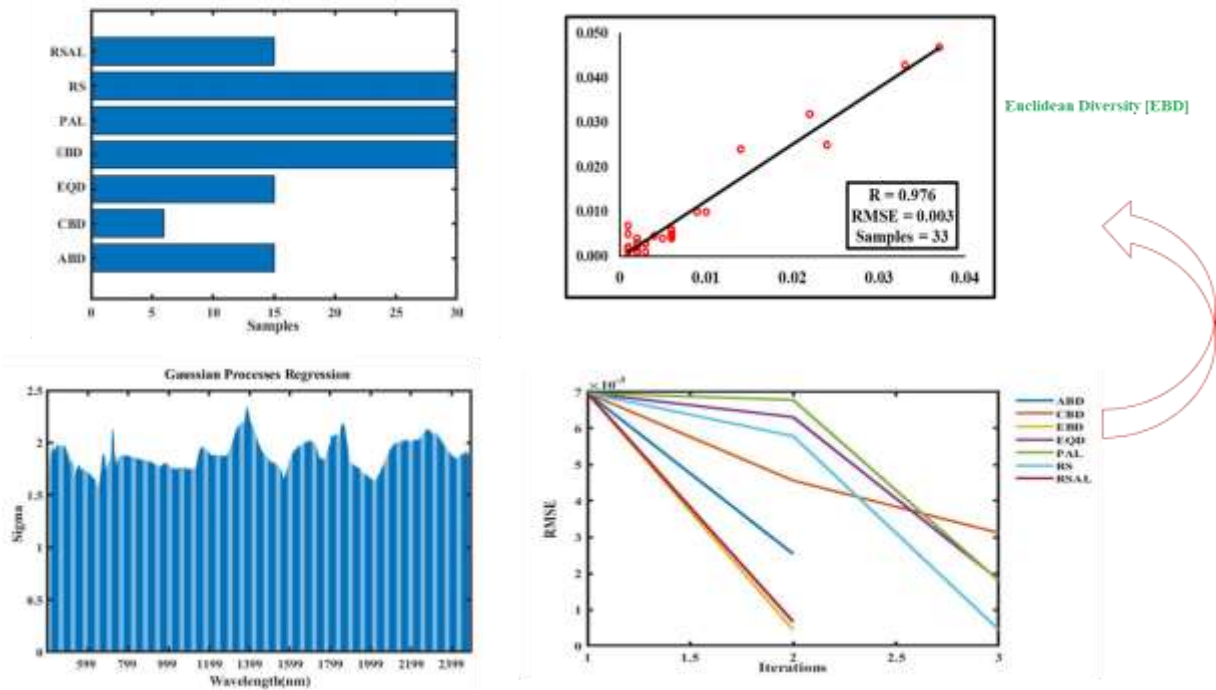 RSAL
RS
PAL
EBD
EQD
CBD
ABD
0 5 10 15 20 25 30
Samples
0.050
0.040
0.030
0.020
0.010
0.000
0 0.01 0.02 0.03 0.04
R = 0.976
RMSE = 0.003
Samples = 33
Euclidean Diversity [EBD]
Gaussian Processes Regression
2.5
2
1.5
1
0.5
0
Sigma
599 799 999 1199 1399 1599 1799 1999 2199 2399
Wavelength(nm)
7
6
5
4
3
2
1
0
RMSE
1 1.5 2 2.5 3
Iterations
ABD
CBD
EBD
EQD
PAL
RS
RSAL